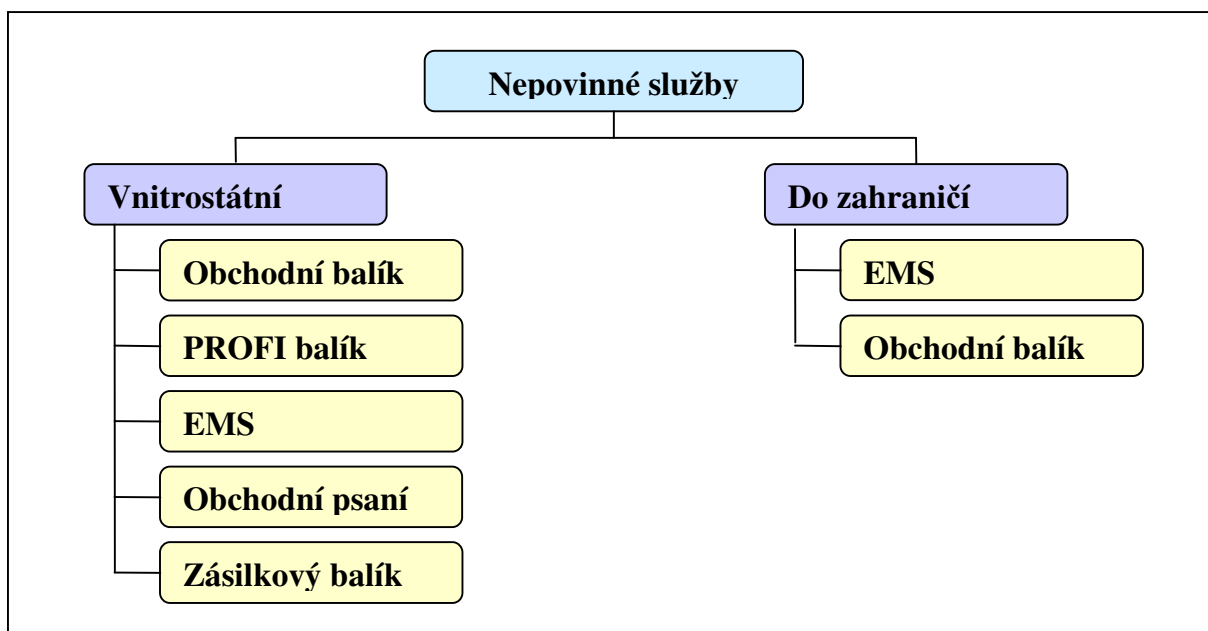 Nepovinné služby
Vnitrostátní
Obchodní balík
PROFI balík
EMS
Obchodní psaní
Zásilkový balík
Do zahraničí
EMS
Obchodní balík